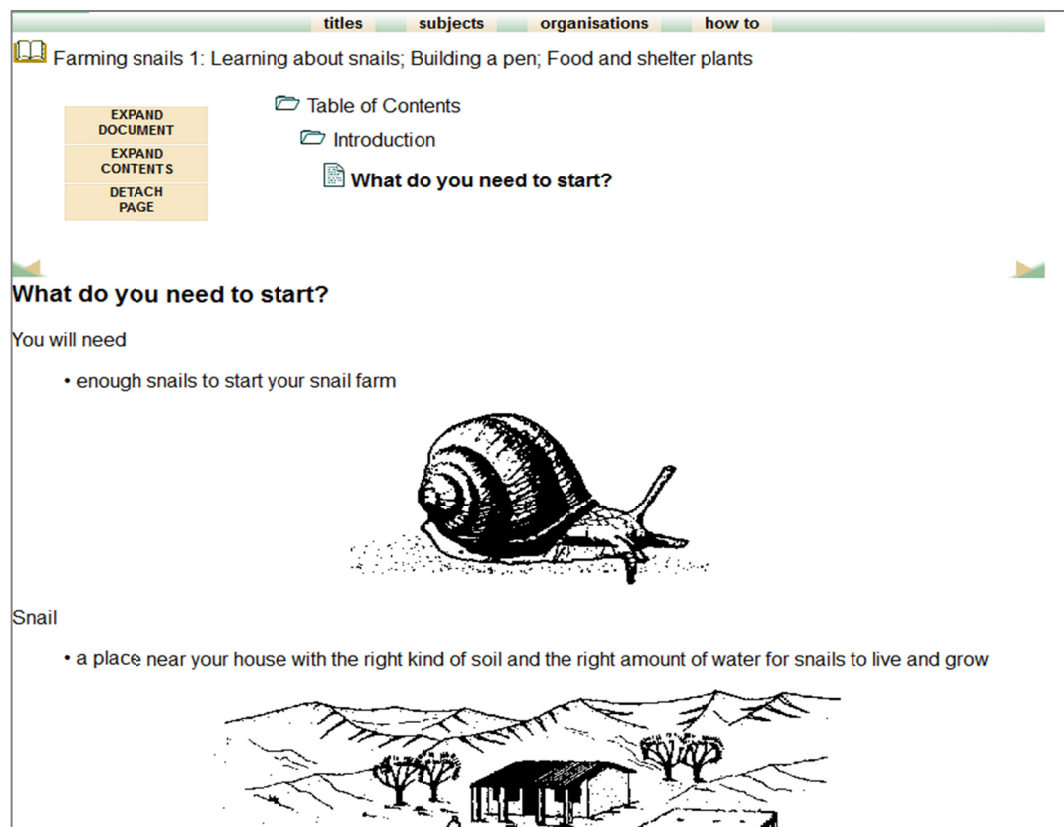 titles subjects organisations how to
Farming snails 1: Learning about snails; Building a pen; Food and shelter plants
EXPAND
DOCUMENT
EXPAND
CONTENTS
DETACH
PAGE
Table of Contents
Introduction
What do you need to start?
What do you need to start?
You will need
• enough snails to start your snail farm
Snail
• a place near your house with the right kind of soil and the right amount of water for snails to live and grow